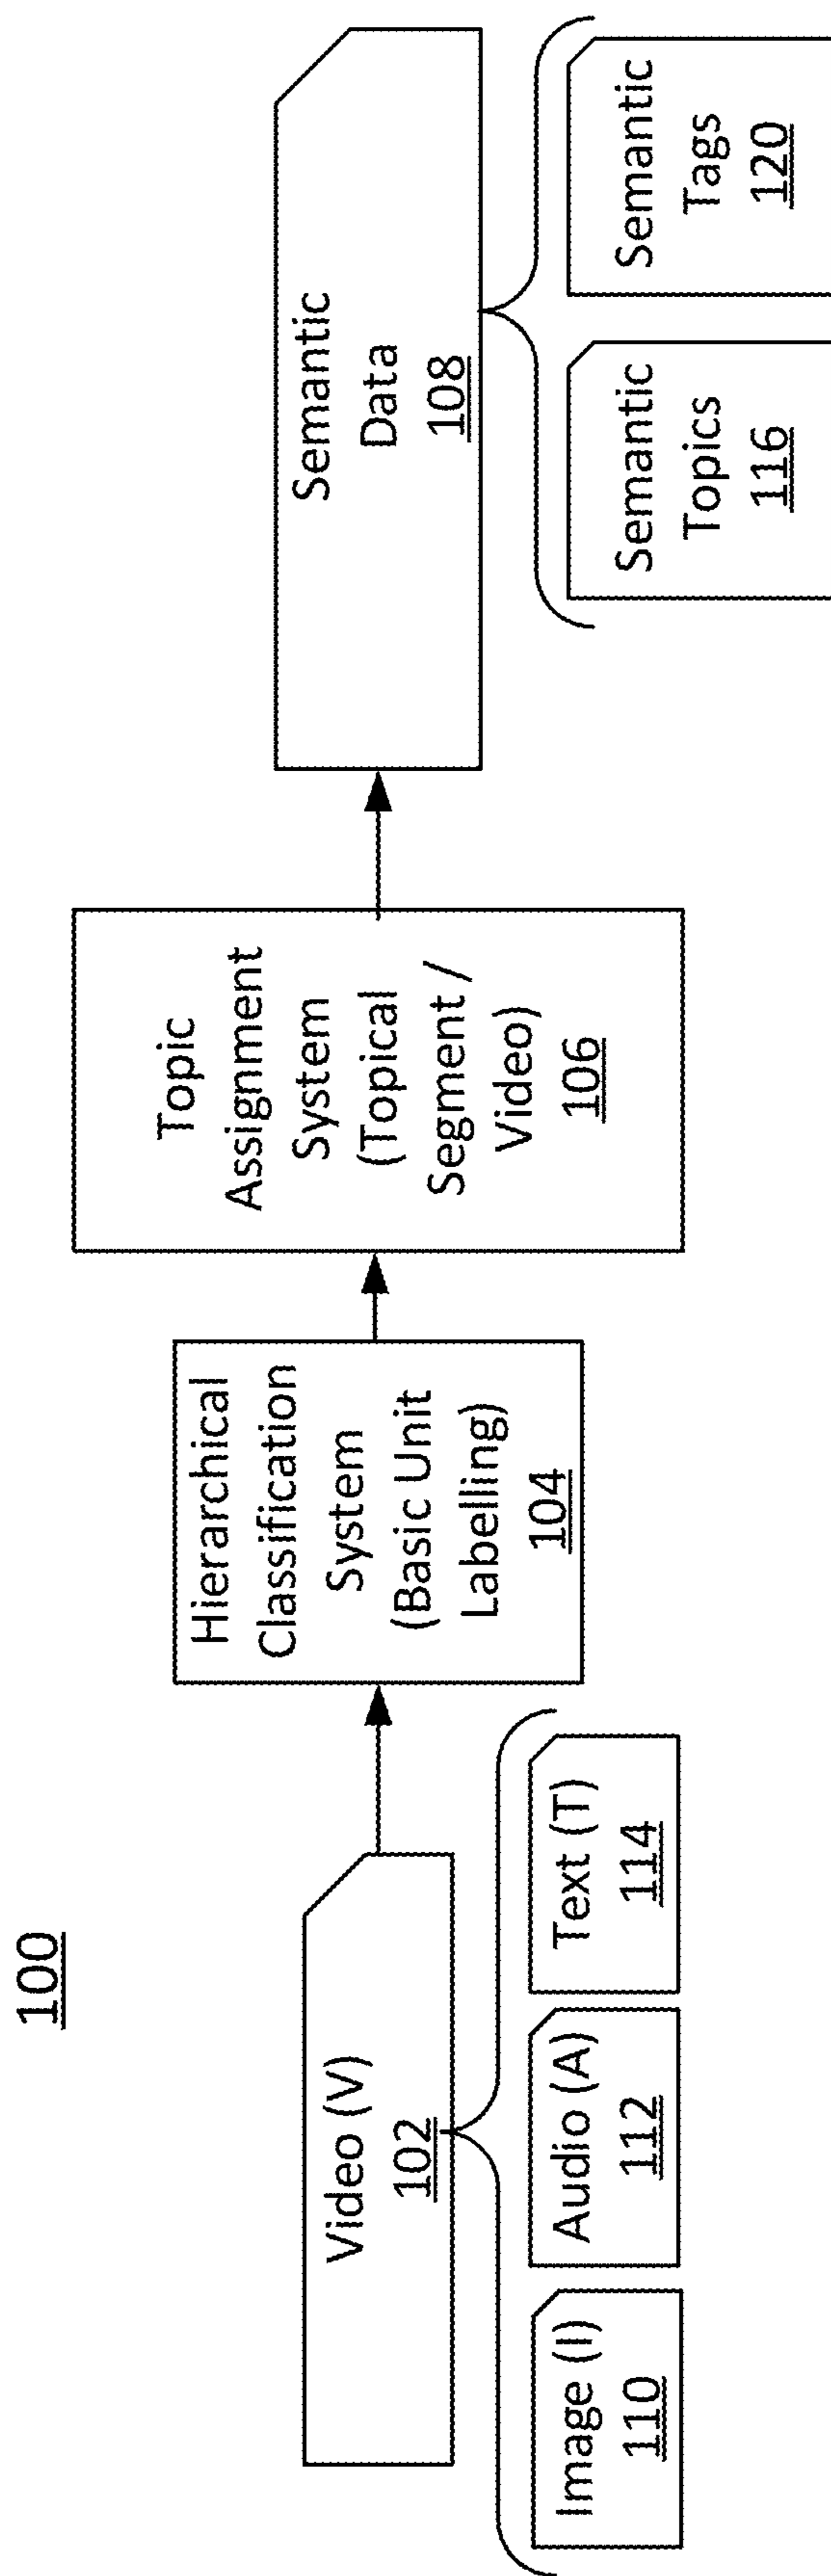 100
Video (V)
102
Image (I)
110
Audio (A)
112
Text (T)
114
Hierarchical
Classification
System
(Basic Unit
Labelling)
104
Topic
Assignment
System
(Topical
Segment /
Video)
106
Semantic
Data
108
Semantic
Topics
116
Semantic
Tags
120